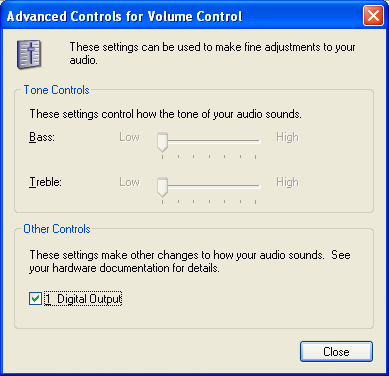 Advanced Controls for Volume Control
These settings can be used to make fine adjustments to your
audio.
Tone Controls
These settings control how the tone of your audio sounds.
Bass: Low High
Treble: Low High
Other Controls
These settings make other changes to how your audio sounds. See
your hardware documentation for details.
1 Digital Output
Close